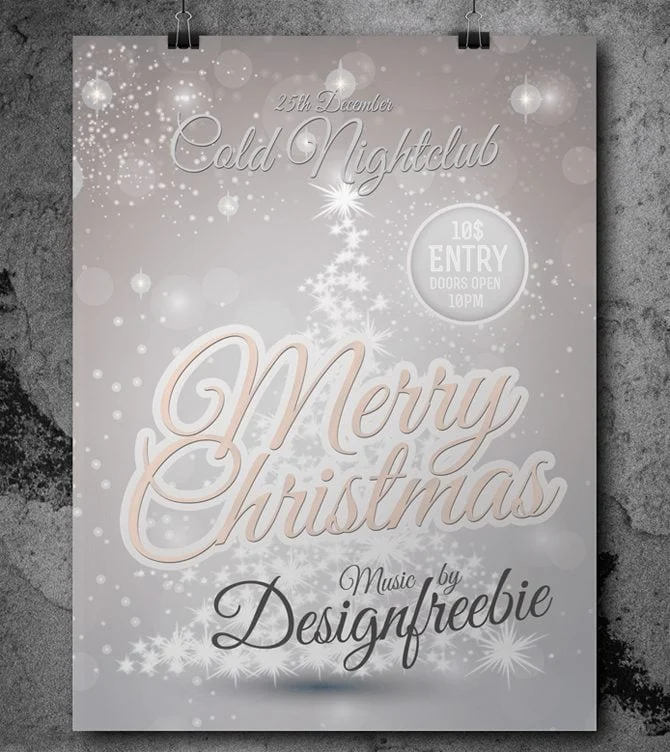 25th December
Cold Nightclub
10$
ENTRY
DOORS OPEN
10PM
Merry
Christmas
Music by
Designfreebie